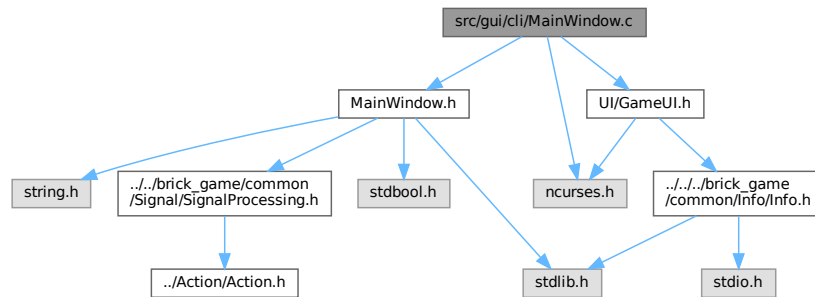 src/gui/cli/MainWindow.c
MainWindow.h
UI/GameUI.h
string.h
../../brick_game/common
/Signal/SignalProcessing.h
stdbool.h
ncurses.h
../../../brick_game
/common/Info/Info.h
../Action/Action.h
stdlib.h
stdio.h